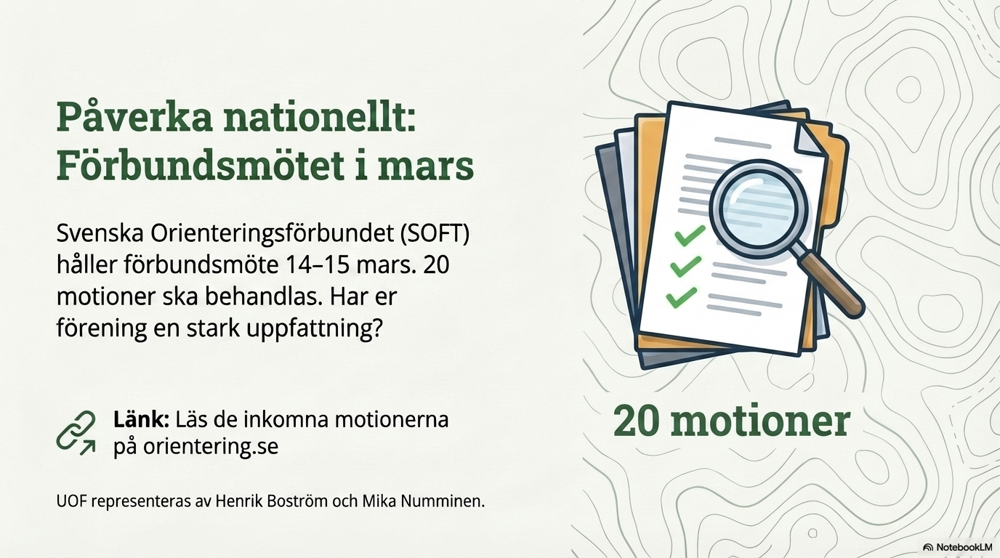 Påverka nationellt:
Förbundsmötet i mars
Svenska Orienteringsförbundet (SOFT)
håller förbundsmöte 14–15 mars. 20
motioner ska behandlas. Har er
förening en stark uppfattning?
Länk: Läs de inkomna motionerna
på orientering.se
UOF representeras av Henrik Boström och Mika Numminen.
20 motioner
NotebookLM